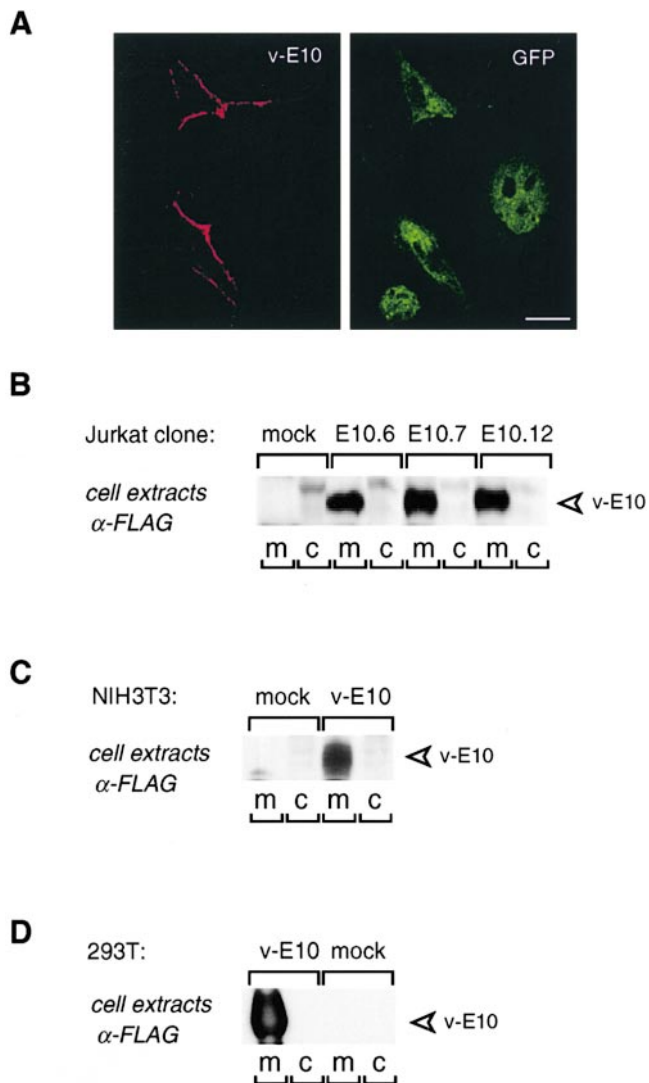 A
v-E10
GFP
B
Jurkat clone:
mock
E10.6
E10.7
E10.12
cell extracts
α-FLAG
v-E10
m c m c m c m c
C
NIH3T3:
mock
v-E10
cell extracts
α-FLAG
v-E10
m c m c
D
293T:
v-E10
mock
cell extracts
α-FLAG
v-E10
m c m c